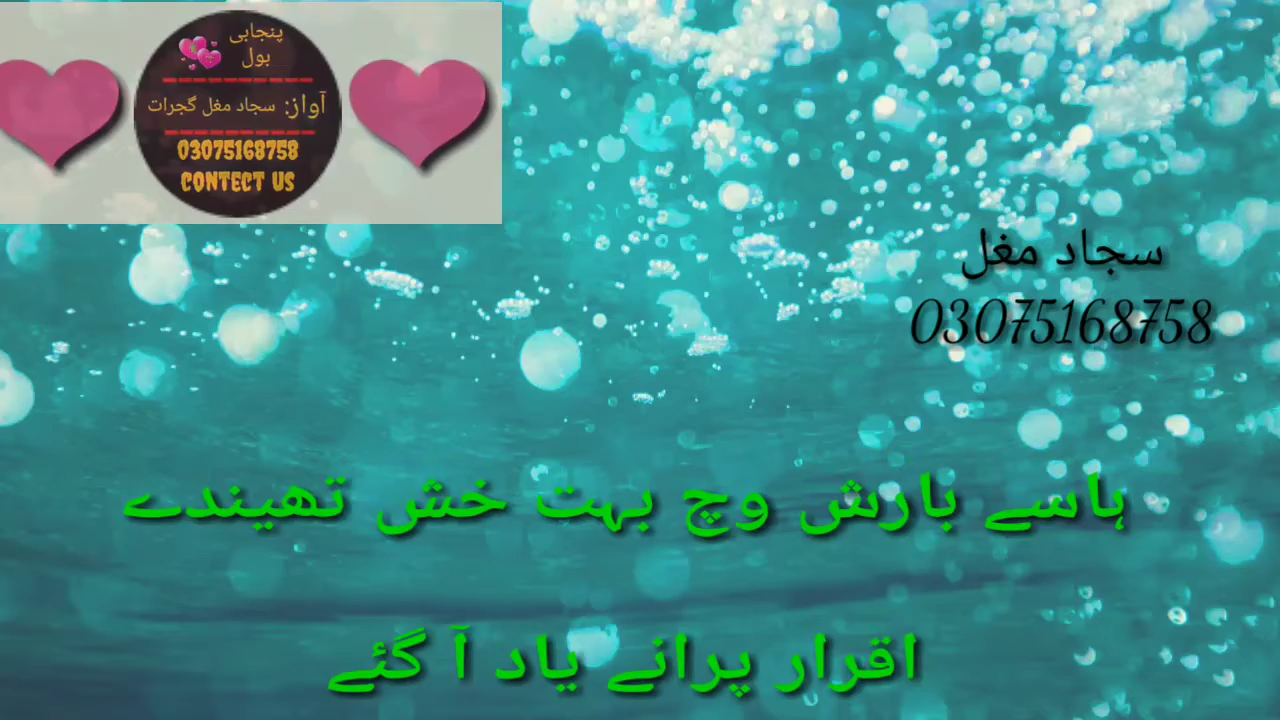 پنجابی
بول
آواز: سجاد مغل گجرات
03075168758
CONTECT US
سجاد مغل
03075168758
ہاسے بارش وچ بہت خش تھیندے
اقرار پرانے یاد آ گئے